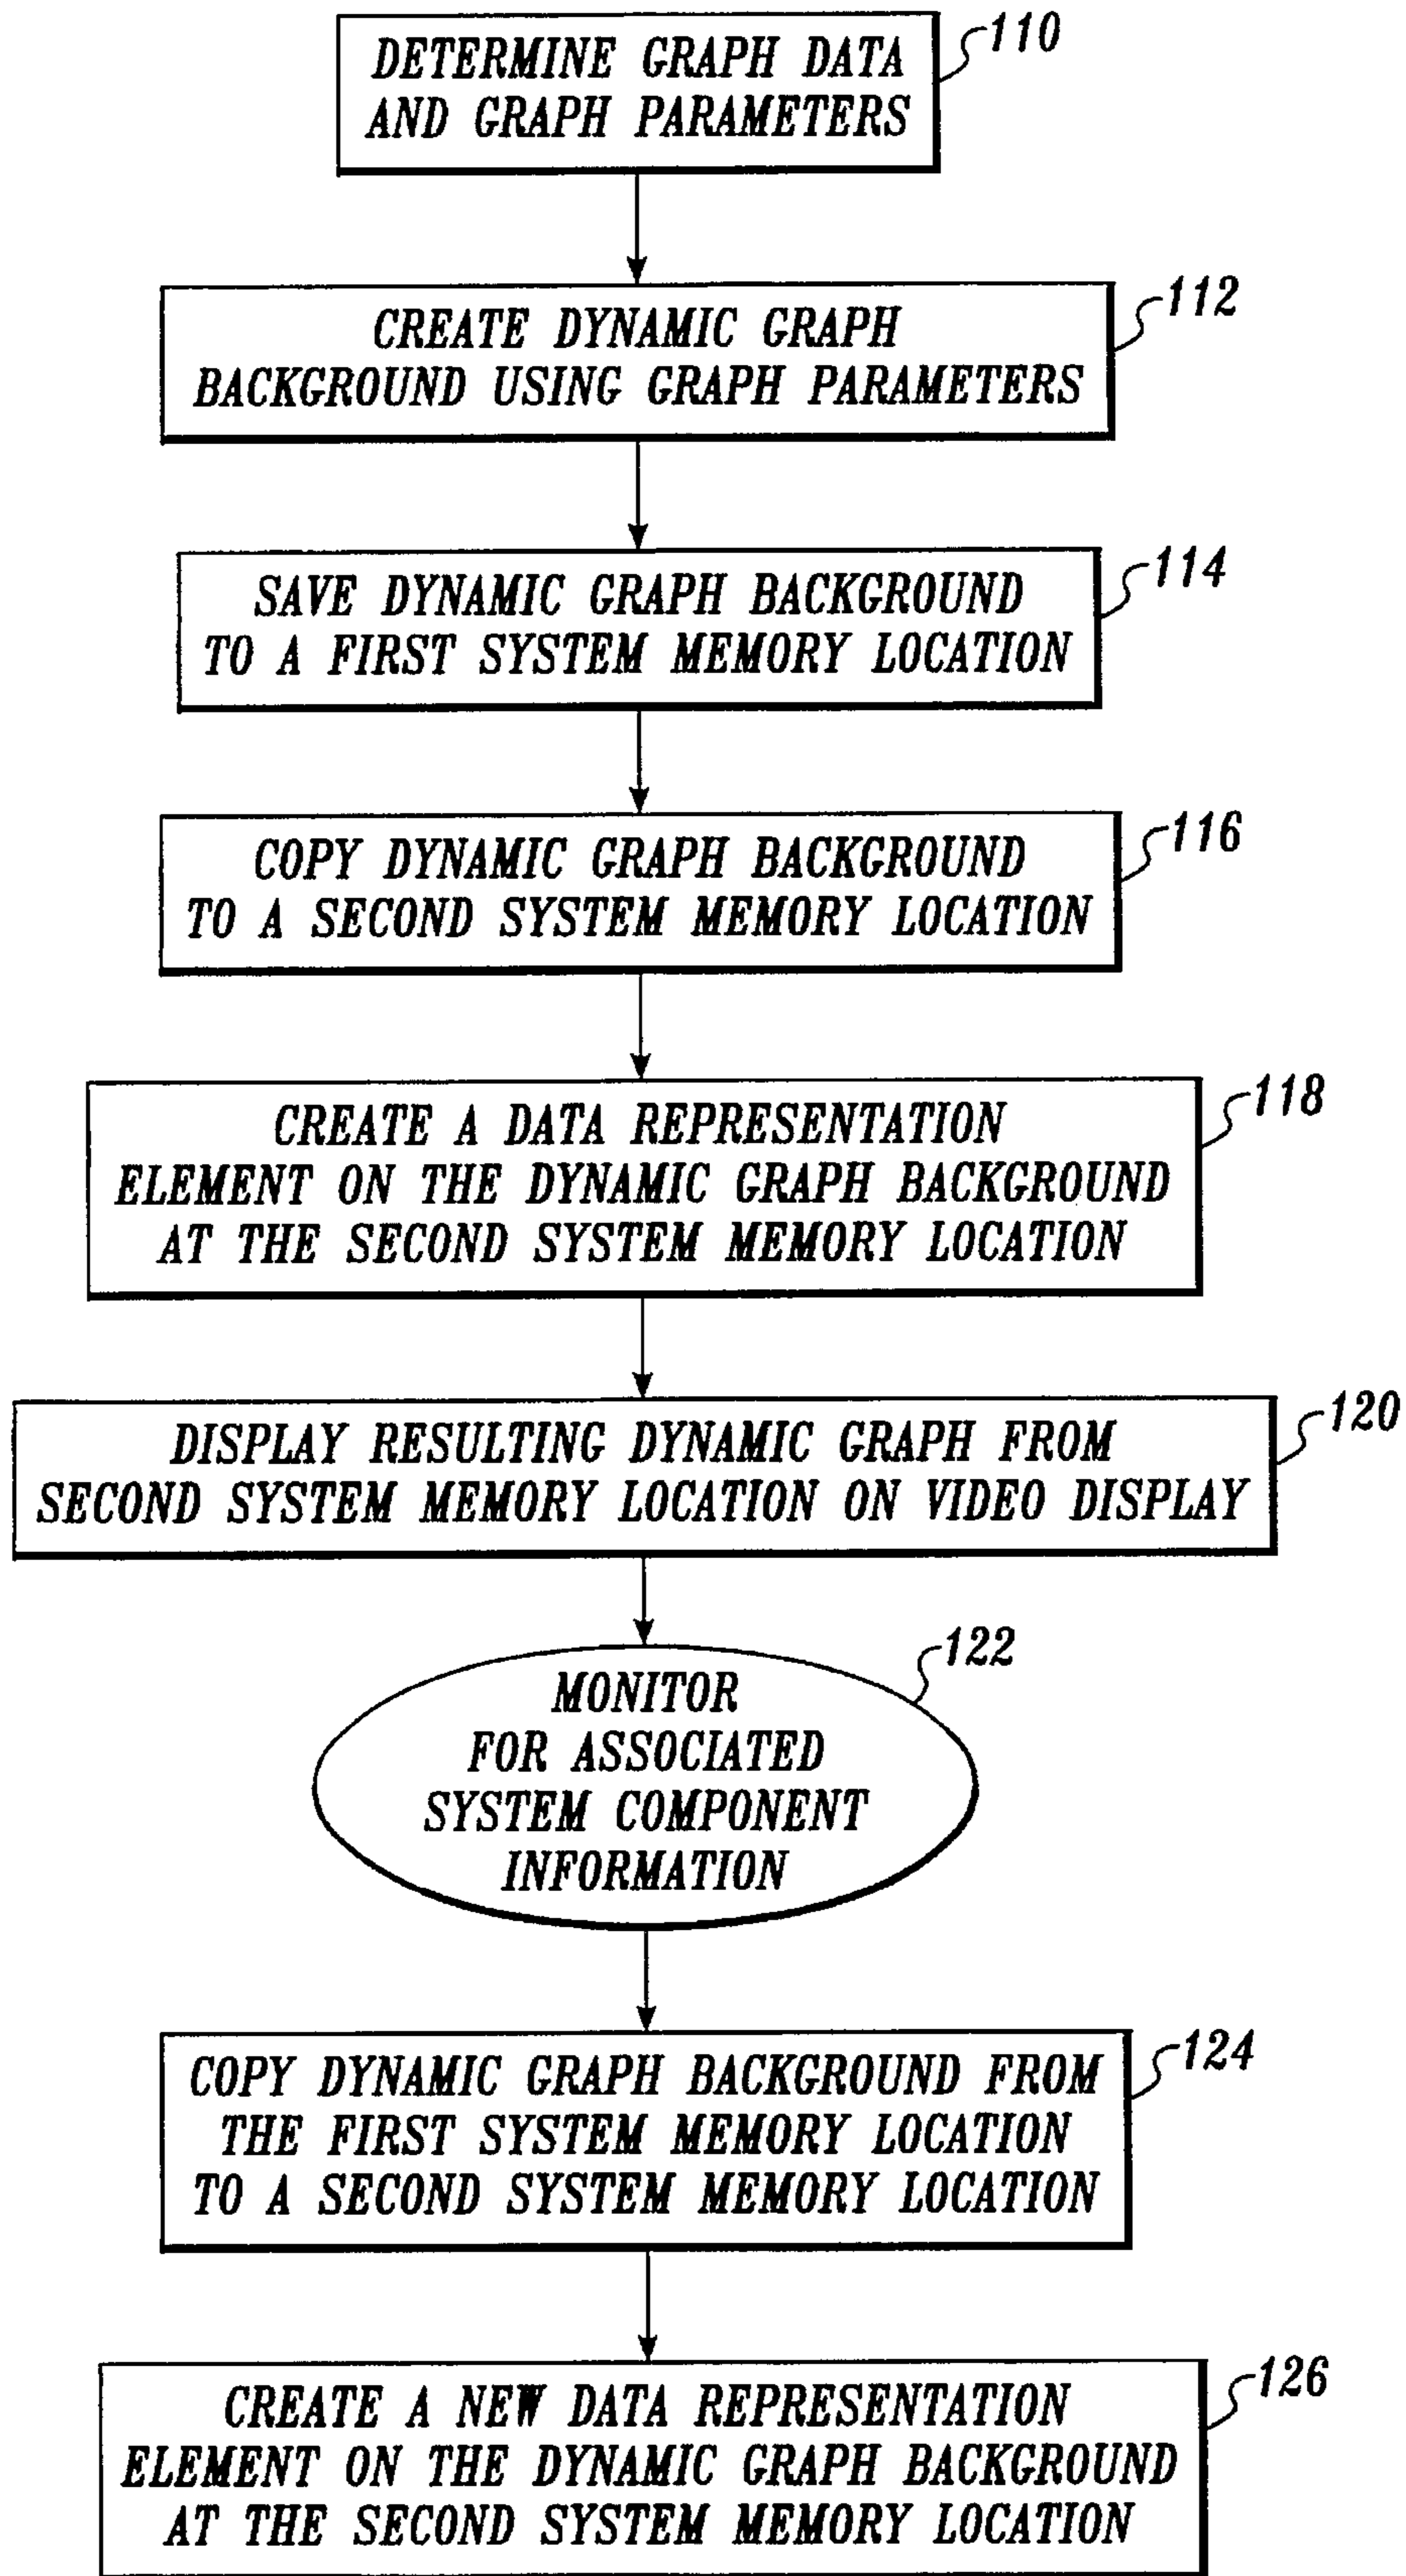 DETERMINE GRAPH DATA
AND GRAPH PARAMETERS
110
CREATE DYNAMIC GRAPH
BACKGROUND USING GRAPH PARAMETERS
112
SAVE DYNAMIC GRAPH BACKGROUND
TO A FIRST SYSTEM MEMORY LOCATION
114
COPY DYNAMIC GRAPH BACKGROUND
TO A SECOND SYSTEM MEMORY LOCATION
116
CREATE A DATA REPRESENTATION
ELEMENT ON THE DYNAMIC GRAPH BACKGROUND
AT THE SECOND SYSTEM MEMORY LOCATION
118
DISPLAY RESULTING DYNAMIC GRAPH FROM
SECOND SYSTEM MEMORY LOCATION ON VIDEO DISPLAY
120
MONITOR
FOR ASSOCIATED
SYSTEM COMPONENT
INFORMATION
122
COPY DYNAMIC GRAPH BACKGROUND FROM
THE FIRST SYSTEM MEMORY LOCATION
TO A SECOND SYSTEM MEMORY LOCATION
124
CREATE A NEW DATA REPRESENTATION
ELEMENT ON THE DYNAMIC GRAPH BACKGROUND
AT THE SECOND SYSTEM MEMORY LOCATION
126